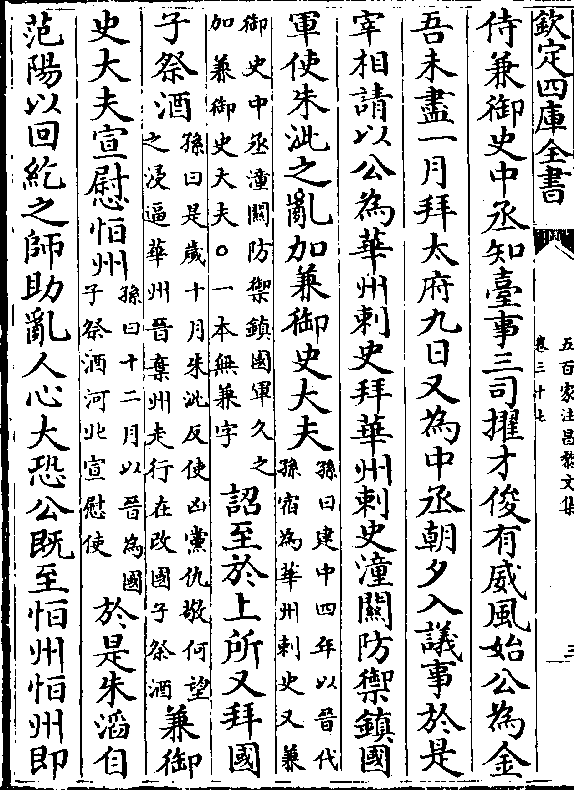 欽定四庫全書
五百家注昌黎文集
卷三十七
三
侍兼御史中丞知臺事三司擢才俊有威風始公為金
吾未盡一月拜太府九日又為中丞朝夕入議事於是
宰相請以公為華州刺史拜華州刺史潼關防禦鎮國
軍使朱泚之亂加兼御史大夫孫曰建中四年以晉代
孫宿為華州刺史又兼
御史中丞潼關防禦鎮國軍久之
加兼御史大夫○一本無兼字詔至於上所又拜國
子祭酒孫曰是歲十月朱泚反使凶黨仇敬何望
之浸逼華州晉棄州走行在改國子祭酒兼御
史大夫宣慰恒州孫曰十二月以晉為國
子祭酒河北宣慰使於是朱滔自
范陽以回紇之師助亂人心大恐公既至恒州恒州即